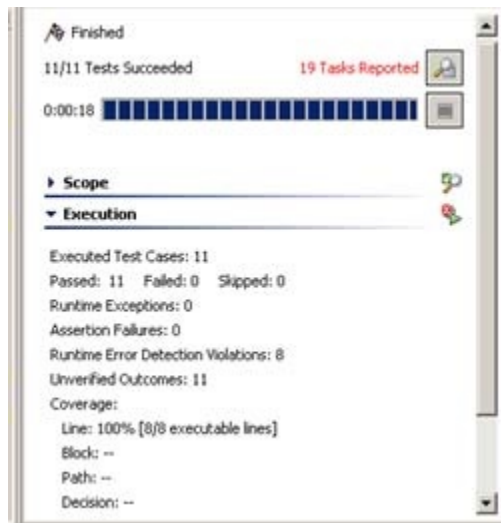 Finished
11/11 Tests Succeeded 19 Tasks Reported
0:00:18
Scope
Execution
Executed Test Cases: 11
Passed: 11 Failed: 0 Skipped: 0
Runtime Exceptions: 0
Assertion Failures: 0
Runtime Error Detection Violations: 8
Unverified Outcomes: 11
Coverage:
Line: 100% [8/8 executable lines]
Block: --
Path: --
Decision: --